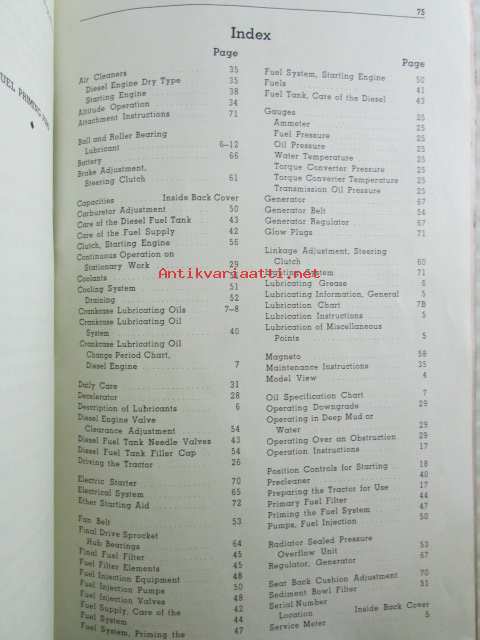 UEL PRIMING
75
Index
Page
Air Cleaners 35
Diesel Engine Dry Type 35
Starting Engine 38
Altitude Operation 34
Attachment Instructions 71
Ball and Roller Bearing
Lubricant 6-12
Battery 66
Brake Adjustment,
Steering Clutch 61
Capacities Inside Back Cover
Carburetor Adjustment 50
Care of the Diesel Fuel Tank 43
Care of the Fuel Supply 42
Clutch, Starting Engine 56
Continuous Operation on
Stationary Work 29
Coolants
Cooling System 51
Draining 52
Crankcase Lubricating Oils 7-8
Crankcase Lubricating Oil
System 40
Crankcase Lubricating Oil
Change Period Chart,
Diesel Engine 7
Daily Care 31
Decelerator 28
Description of Lubricants 6
Diesel Engine Valve
Clearance Adjustment 54
Diesel Fuel Tank Needle Valves 43
Diesel Fuel Tank Filler Cap 54
Driving the Tractor 26
Electric Starter 70
Electrical System 65
Ether Starting Aid 72
Fan Belt 53
Final Drive Sprocket
Hub Bearings 64
Final Fuel Filter 45
Fuel Filter Elements 45
Fuel Injection Equipment 48
Fuel Injection Pumps 50
Fuel Injection Valves 48
Fuel Supply, Care of the 42
Fuel System 44
Fuel System, Priming the 47
Page
Fuel System, Starting Engine 50
Fuels 41
Fuel Tank, Care of the Diesel 43
Gauges 25
Ammeter 25
Fuel Pressure 25
Oil Pressure 25
Water Temperature 25
Torque Converter Pressure 25
Torque Converter Temperature 25
Transmission Oil Pressure 25
Generator 67
Generator Belt 54
Generator Regulator 67
Glow Plugs 71
Linkage Adjustment, Steering
Clutch 60
System 71
Lubricating Grease 6
Lubricating Information, General 5
Lubrication Chart 7B
Lubrication Instructions 5
Lubrication of Miscellaneous
Points 5
Magneto 58
Maintenance Instructions 35
Model View 4
Oil Specification Chart 7
Operating Downgrade 29
Operating in Deep Mud or
Water 29
Operating Over an Obstruction 29
Operation Instructions 17
Position Controls for Starting 18
Precleaner 40
Preparing the Tractor for Use 17
Primary Fuel Filter 44
Priming the Fuel System 47
Pumps, Fuel Injection 50
Radiator Sealed Pressure
Overflow Unit 53
Regulator, Generator 67
Seat Back Cushion Adjustment 70
Sediment Bowl Filter 51
Serial Number
Location Inside Back Cover
Service Meter 5
Antikvariaatti.net